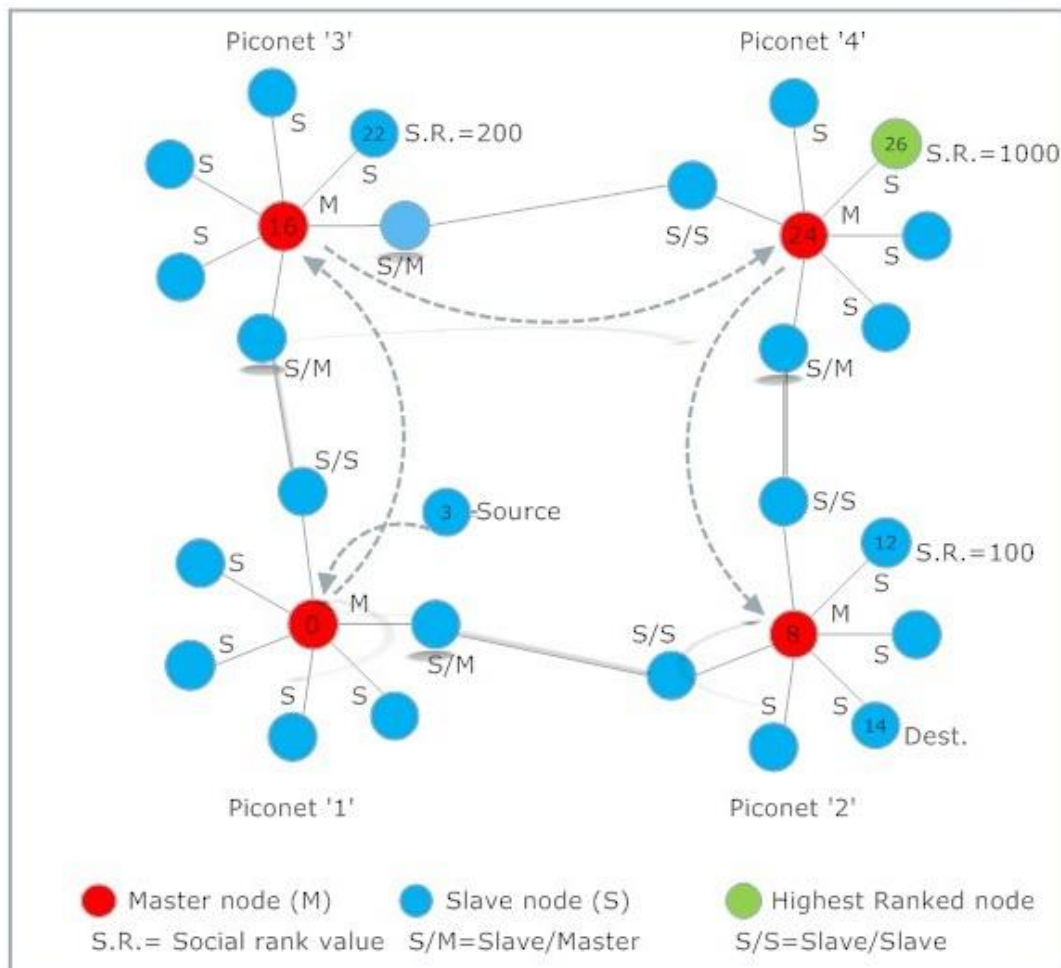 Piconet '3'
Piconet '4'
S
22 S.R.=200
S
26
S.R.=1000
S
S
S
S
16
M
S/M
S/S
24
M
S
S
S
S/M
S/M
S/S
S/S
3
-Source
12
S.R.=100
S
S
0
M
S
S/M
S
S
S/S
8
M
S
S
S
14
Dest.
S
Piconet '1'
Piconet '2'
Master node (M)
Slave node (S)
Highest Ranked node
S.R.= Social rank value
S/M=Slave/Master
S/S=Slave/Slave